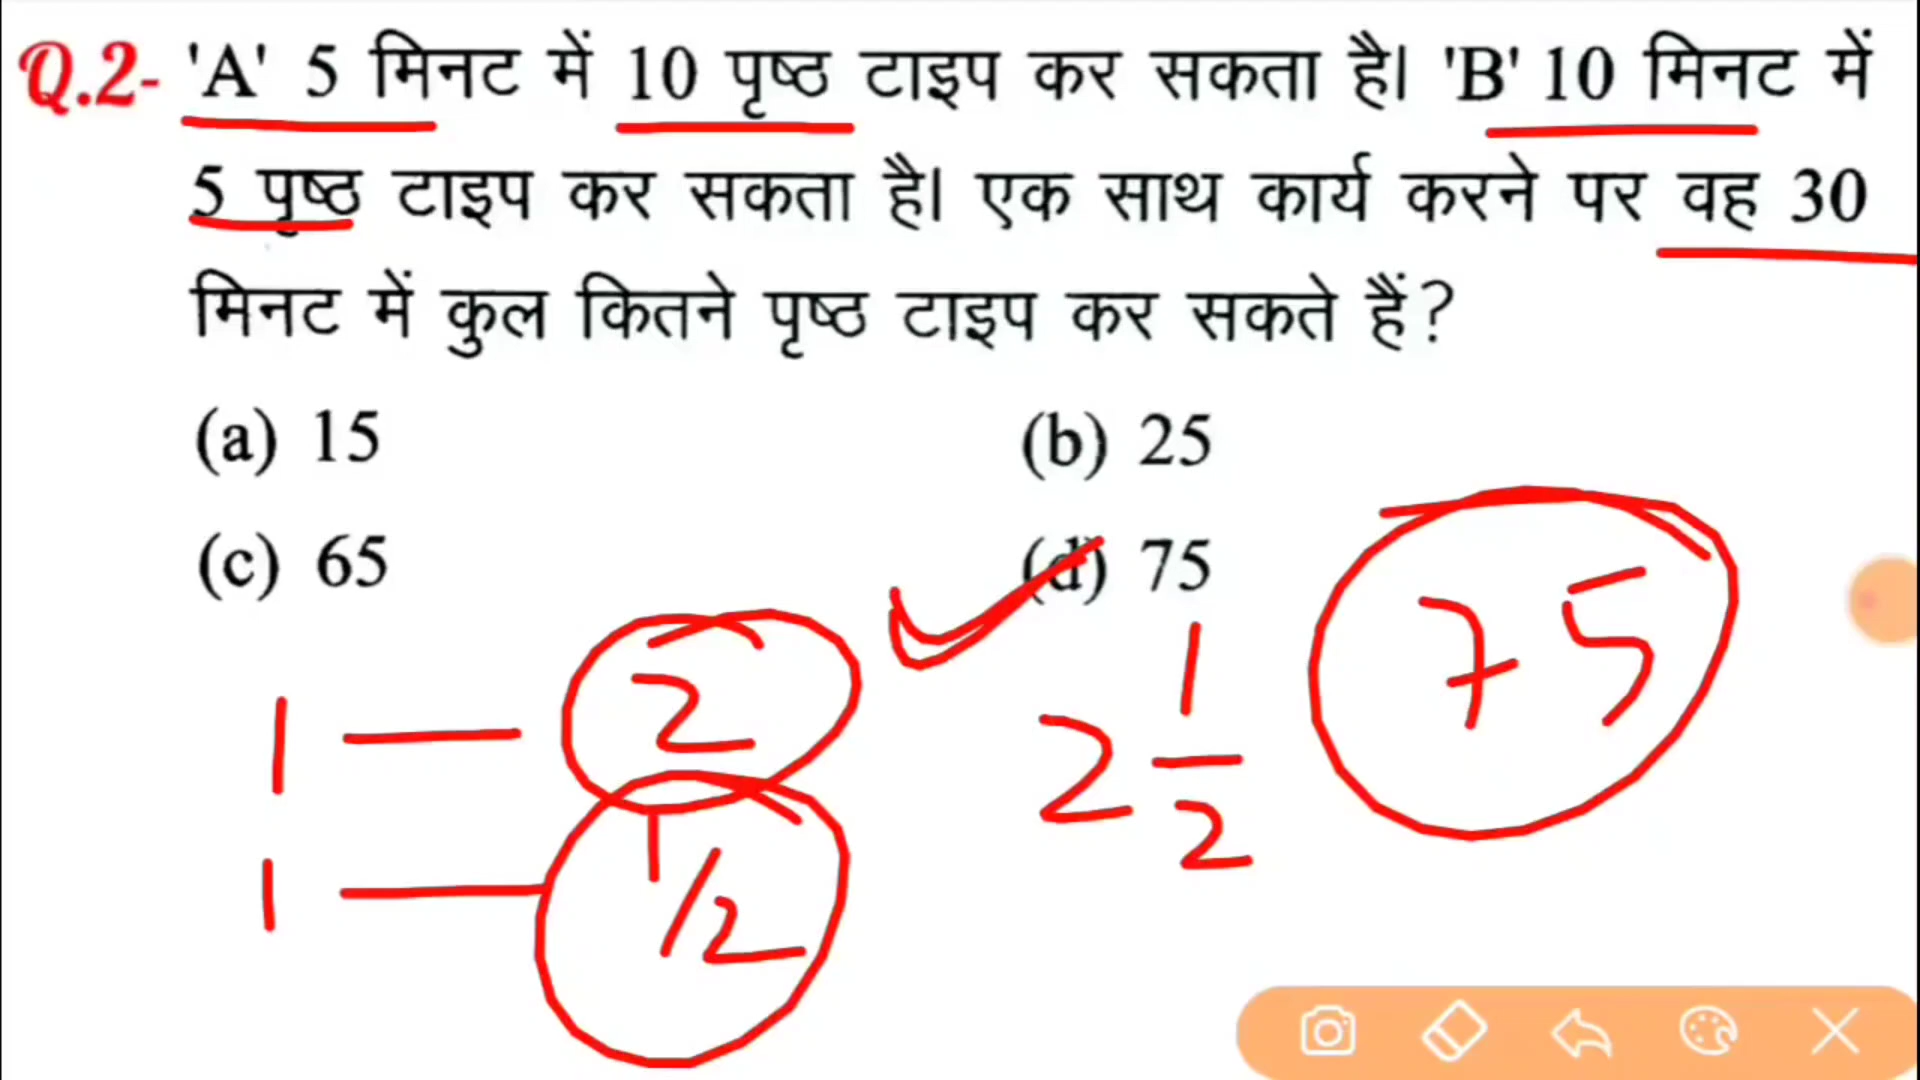 Q.2- 'A' 5 मिनट में 10 पृष्ठ टाइप कर सकता है। 'B' 10 मिनट में
5 पृष्ठ टाइप कर सकता है। एक साथ कार्य करने पर वह 30
मिनट में कुल कितने पृष्ठ टाइप कर सकते हैं?
(a) 15 (b) 25
(c) 65 (d) 75
75
1 — 2
2 1/2
1 — 1/2